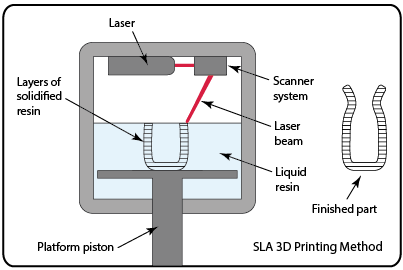 Laser
Layers of
solidified
resin
Scanner
system
Laser
beam
Liquid
resin
Finished part
Platform piston
SLA 3D Printing Method